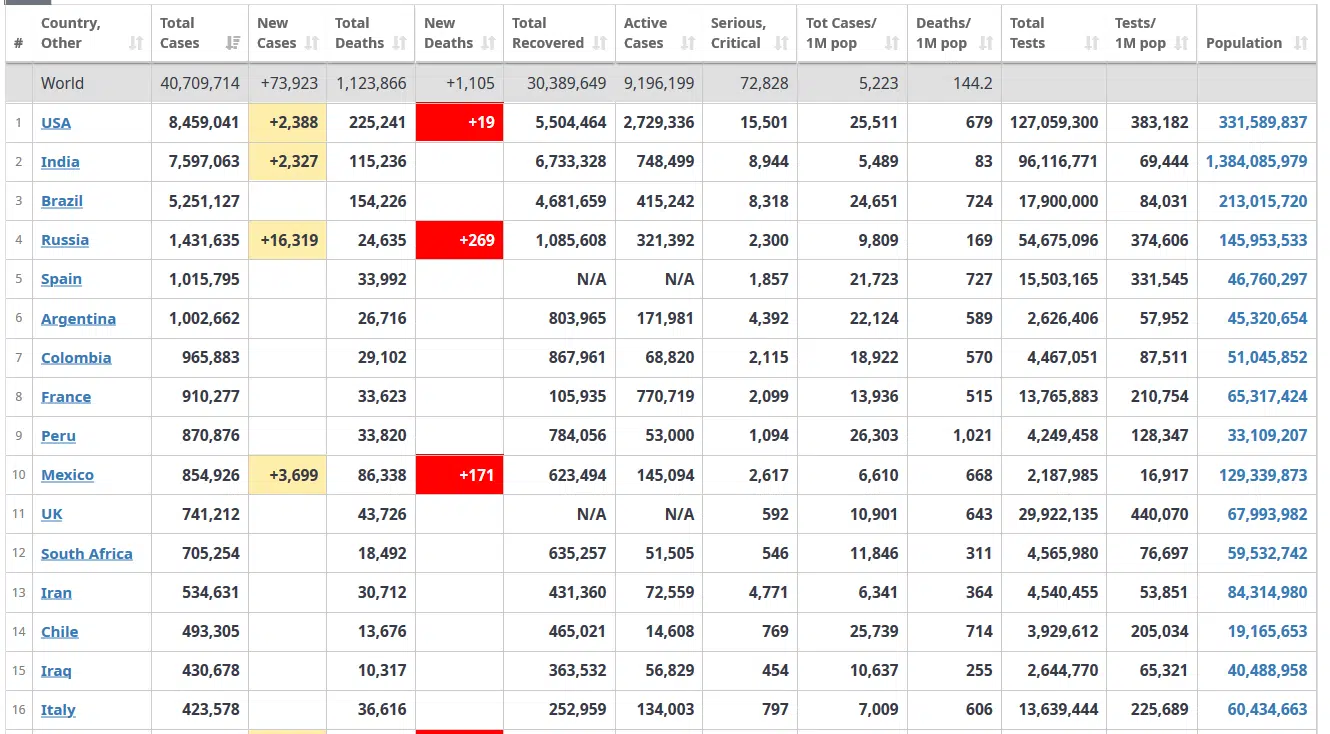 # Country, Other Total Cases New Cases Total Deaths New Deaths Total Recovered Active Cases Serious, Critical Tot Cases/ 1M pop Deaths/ 1M pop Total Tests Tests/ 1M pop Population
World 40,709,714 +73,923 1,123,866 +1,105 30,389,649 9,196,199 72,828 5,223 144.2
1 USA 8,459,041 +2,388 225,241 +19 5,504,464 2,729,336 15,501 25,511 679 127,059,300 383,182 331,589,837
2 India 7,597,063 +2,327 115,236 6,733,328 748,499 8,944 5,489 83 96,116,771 69,444 1,384,085,979
3 Brazil 5,251,127 154,226 4,681,659 415,242 8,318 24,651 724 17,900,000 84,031 213,015,720
4 Russia 1,431,635 +16,319 24,635 +269 1,085,608 321,392 2,300 9,809 169 54,675,096 374,606 145,953,533
5 Spain 1,015,795 33,992 N/A N/A 1,857 21,723 727 15,503,165 331,545 46,760,297
6 Argentina 1,002,662 26,716 803,965 171,981 4,392 22,124 589 2,626,406 57,952 45,320,654
7 Colombia 965,883 29,102 867,961 68,820 2,115 18,922 570 4,467,051 87,511 51,045,852
8 France 910,277 33,623 105,935 770,719 2,099 13,936 515 13,765,883 210,754 65,317,424
9 Peru 870,876 33,820 784,056 53,000 1,094 26,303 1,021 4,249,458 128,347 33,109,207
10 Mexico 854,926 +3,699 86,338 +171 623,494 145,094 2,617 6,610 668 2,187,985 16,917 129,339,873
11 UK 741,212 43,726 N/A N/A 592 10,901 643 29,922,135 440,070 67,993,982
12 South Africa 705,254 18,492 635,257 51,505 546 11,846 311 4,565,980 76,697 59,532,742
13 Iran 534,631 30,712 431,360 72,559 4,771 6,341 364 4,540,455 53,851 84,314,980
14 Chile 493,305 13,676 465,021 14,608 769 25,739 714 3,929,612 205,034 19,165,653
15 Iraq 430,678 10,317 363,532 56,829 454 10,637 255 2,644,770 65,321 40,488,958
16 Italy 423,578 36,616 252,959 134,003 797 7,009 606 13,639,444 225,689 60,434,663